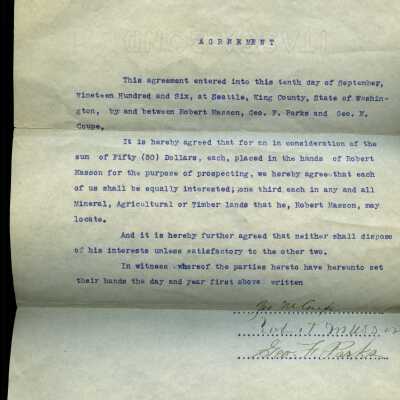 AGREEMENT
This agreement entered into this tenth day of September,
Nineteen Hundred and Six, at Seattle, King County, State of Washin-
gton, by and between Robert Masson, Geo. F. Parks and Geo. N.
Coupe,
It is hereby agreed that for an in consideration of the
sum of Fifty (50) Dollars, each, placed in the hands of Robert
Masson for the purpose of prospecting, we hereby agree that each
of us shall be equally interested; one third each in any and all
Mineral, Agricultural or Timber lands that he, Robert Masson, may
locate.
And it is hereby further agreed that neither shall dispose
of his interests unless satisfactory to the other two.
In witness whereof the parties hereto have hereunto set
their hands the day and year first above written
Geo. N. Coupe
Robert Musson
Geo. F. Parks